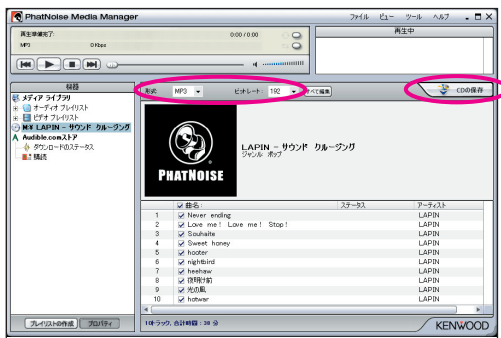 PhatNoise Media Manager
ファイル ビュー ツール ヘルプ
再生準備完了: 0:00 / 0:00 再生中
MP3 0 Kbps
機器
形式 MP3 ビットレート: 192 すべて編集 CDの保存
メディア ライブラリ
オーディオ プレイリスト
ビデオ プレイリスト
M:¥ LAPIN - サウンド クルージング
Audible.comストア
ダウンロードのステータス
購読
PHATNOISE
LAPIN - サウンド クルージング
ジャンル ポップ
曲名: ステータス アーティスト
1 Never ending LAPIN
2 Love me! Love me! Stop! LAPIN
3 Souhaite LAPIN
4 Sweet honey LAPIN
5 hooter LAPIN
6 nightbird LAPIN
7 heehaw LAPIN
8 夜明け前 LAPIN
9 光の風 LAPIN
10 hotwar LAPIN
プレイリストの作成 プロパティ
10トラック, 合計時間 : 39 分
KENWOOD